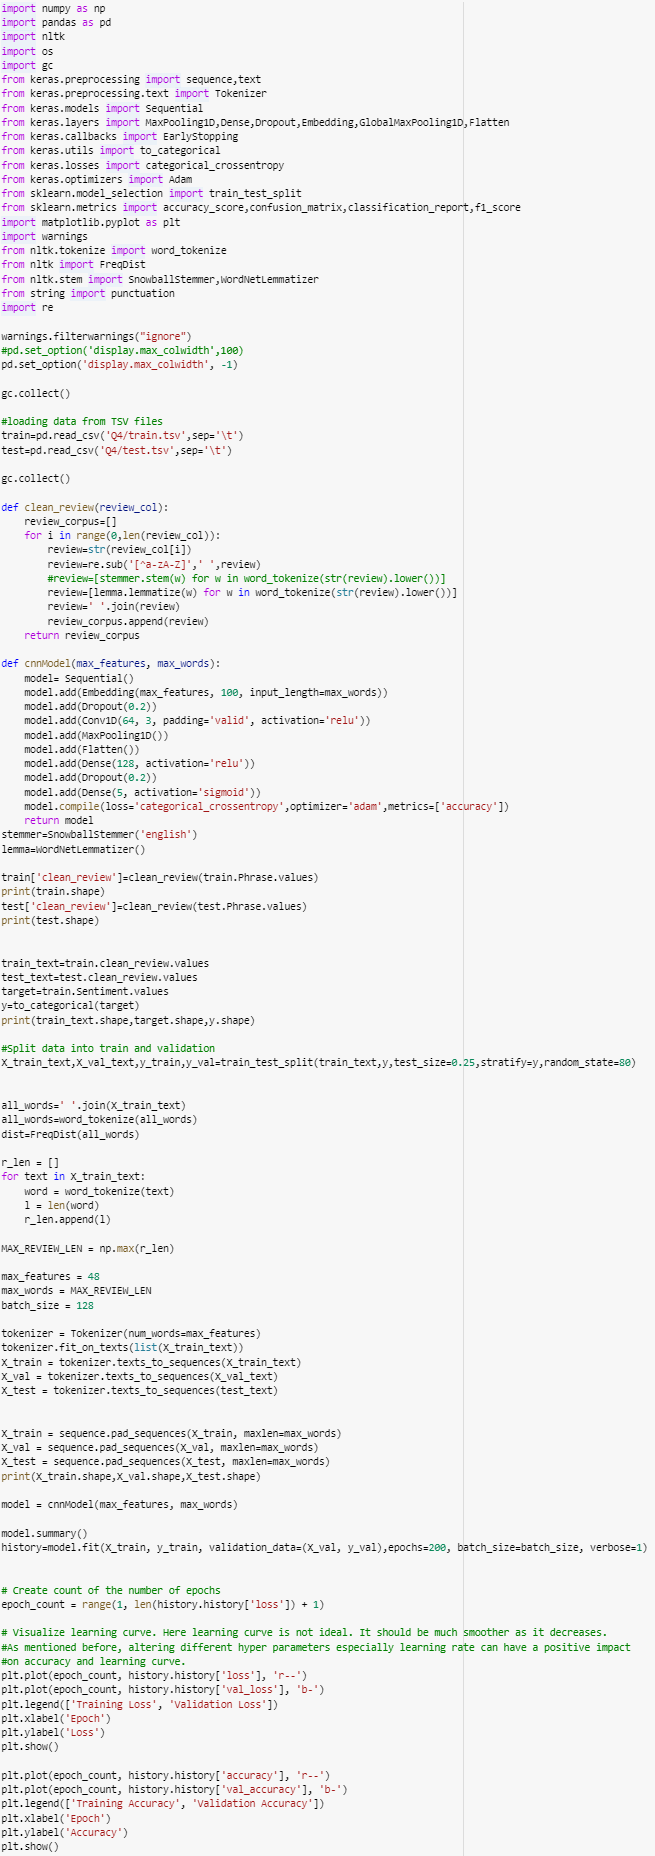 import numpy as np
import pandas as pd
import nltk
import os
import gc
from keras.preprocessing import sequence,text
from keras.preprocessing.text import Tokenizer
from keras.models import Sequential
from keras.layers import MaxPooling1D,Dense,Dropout,Embedding,GlobalMaxPooling1D,Flatten
from keras.callbacks import EarlyStopping
from keras.utils import to_categorical
from keras.losses import categorical_crossentropy
from keras.optimizers import Adam
from sklearn.model_selection import train_test_split
from sklearn.metrics import accuracy_score,confusion_matrix,classification_report,f1_score
import matplotlib.pyplot as plt
import warnings
from nltk.tokenize import word_tokenize
from nltk import FreqDist
from nltk.stem import SnowballStemmer,WordNetLemmatizer
from string import punctuation
import re

warnings.filterwarnings("ignore")
#pd.set_option('display.max_colwidth',100)
pd.set_option('display.max_colwidth', -1)

gc.collect()

#loading data from TSV files
train=pd.read_csv('Q4/train.tsv',sep='\t')
test=pd.read_csv('Q4/test.tsv',sep='\t')

gc.collect()

def clean_review(review_col):
    review_corpus=[]
    for i in range(0,len(review_col)):
        review=str(review_col[i])
        review=re.sub('[^a-zA-Z]',' ',review)
        #review=[stemmer.stem(w) for w in word_tokenize(str(review).lower())]
        review=[lemma.lemmatize(w) for w in word_tokenize(str(review).lower())]
        review=' '.join(review)
        review_corpus.append(review)
    return review_corpus

def cnnModel(max_features, max_words):
    model= Sequential()
    model.add(Embedding(max_features, 100, input_length=max_words))
    model.add(Dropout(0.2))
    model.add(Conv1D(64, 3, padding='valid', activation='relu'))
    model.add(MaxPooling1D())
    model.add(Flatten())
    model.add(Dense(128, activation='relu'))
    model.add(Dropout(0.2))
    model.add(Dense(5, activation='sigmoid'))
    model.compile(loss='categorical_crossentropy',optimizer='adam',metrics=['accuracy'])
    return model
stemmer=SnowballStemmer('english')
lemma=WordNetLemmatizer()

train['clean_review']=clean_review(train.Phrase.values)
print(train.shape)
test['clean_review']=clean_review(test.Phrase.values)
print(test.shape)


train_text=train.clean_review.values
test_text=test.clean_review.values
target=train.Sentiment.values
y=to_categorical(target)
print(train_text.shape,target.shape,y.shape)

#Split data into train and validation
X_train_text,X_val_text,y_train,y_val=train_test_split(train_text,y,test_size=0.25,stratify=y,random_state=80)


all_words=' '.join(X_train_text)
all_words=word_tokenize(all_words)
dist=FreqDist(all_words)

r_len = []
for text in X_train_text:
    word = word_tokenize(text)
    l = len(word)
    r_len.append(l)

MAX_REVIEW_LEN = np.max(r_len)

max_features = 48
max_words = MAX_REVIEW_LEN
batch_size = 128

tokenizer = Tokenizer(num_words=max_features)
tokenizer.fit_on_texts(list(X_train_text))
X_train = tokenizer.texts_to_sequences(X_train_text)
X_val = tokenizer.texts_to_sequences(X_val_text)
X_test = tokenizer.texts_to_sequences(test_text)


X_train = sequence.pad_sequences(X_train, maxlen=max_words)
X_val = sequence.pad_sequences(X_val, maxlen=max_words)
X_test = sequence.pad_sequences(X_test, maxlen=max_words)
print(X_train.shape,X_val.shape,X_test.shape)

model = cnnModel(max_features, max_words)

model.summary()
history=model.fit(X_train, y_train, validation_data=(X_val, y_val),epochs=200, batch_size=batch_size, verbose=1)


# Create count of the number of epochs
epoch_count = range(1, len(history.history['loss']) + 1)

# Visualize learning curve. Here learning curve is not ideal. It should be much smoother as it decreases.
#As mentioned before, altering different hyper parameters especially learning rate can have a positive impact
#on accuracy and learning curve.
plt.plot(epoch_count, history.history['loss'], 'r--')
plt.plot(epoch_count, history.history['val_loss'], 'b-')
plt.legend(['Training Loss', 'Validation Loss'])
plt.xlabel('Epoch')
plt.ylabel('Loss')
plt.show()

plt.plot(epoch_count, history.history['accuracy'], 'r--')
plt.plot(epoch_count, history.history['val_accuracy'], 'b-')
plt.legend(['Training Accuracy', 'Validation Accuracy'])
plt.xlabel('Epoch')
plt.ylabel('Accuracy')
plt.show()